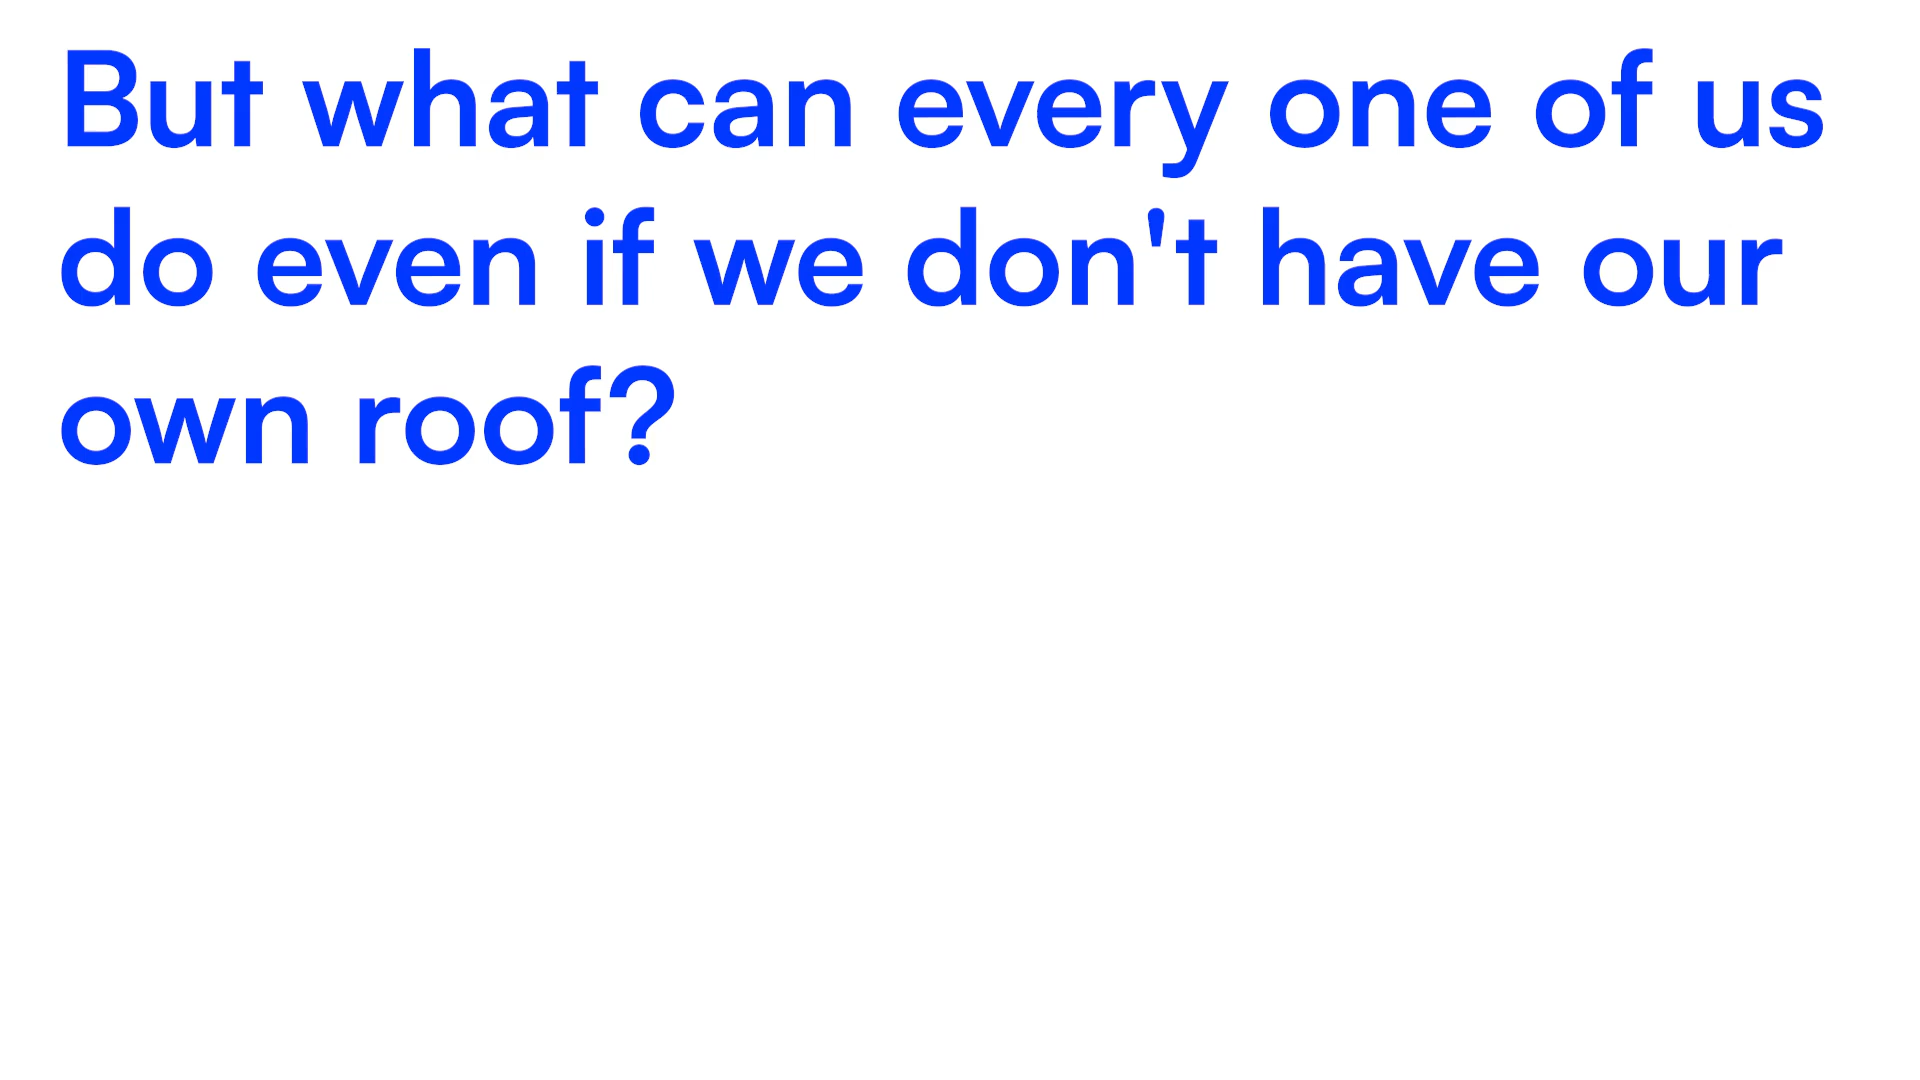 But what can every one of us
do even if we don't have our
own roof?